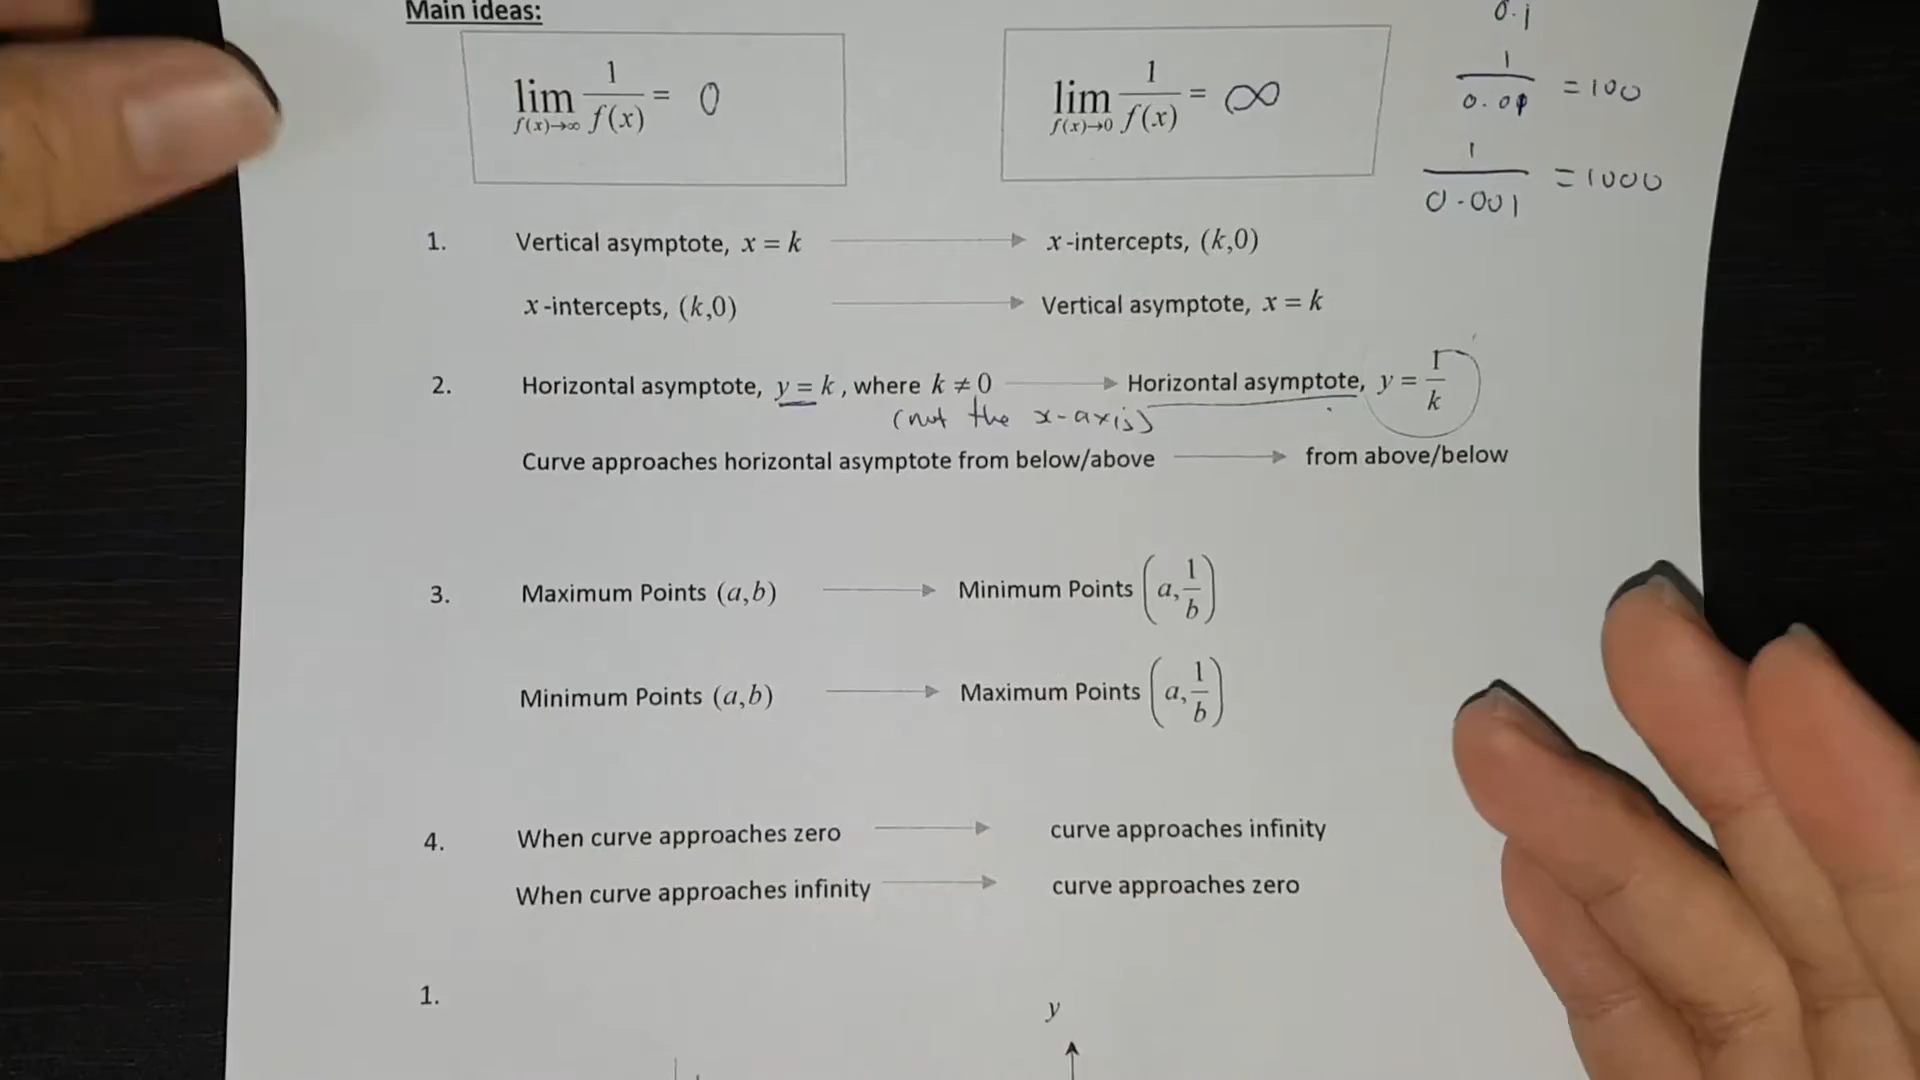 Main ideas:
lim f(x)→∞ 1/f(x) = 0
lim f(x)→0 1/f(x) = ∞
0.1
1/0.01 = 100
1/0.001 = 1000
1. Vertical asymptote, x = k → x-intercepts, (k,0)
x-intercepts, (k,0) → Vertical asymptote, x = k
2. Horizontal asymptote, y = k, where k ≠ 0 → Horizontal asymptote, y = 1/k
(not the x-axis)
Curve approaches horizontal asymptote from below/above → from above/below
3. Maximum Points (a,b) → Minimum Points (a, 1/b)
Minimum Points (a,b) → Maximum Points (a, 1/b)
4. When curve approaches zero → curve approaches infinity
When curve approaches infinity → curve approaches zero
1.
y